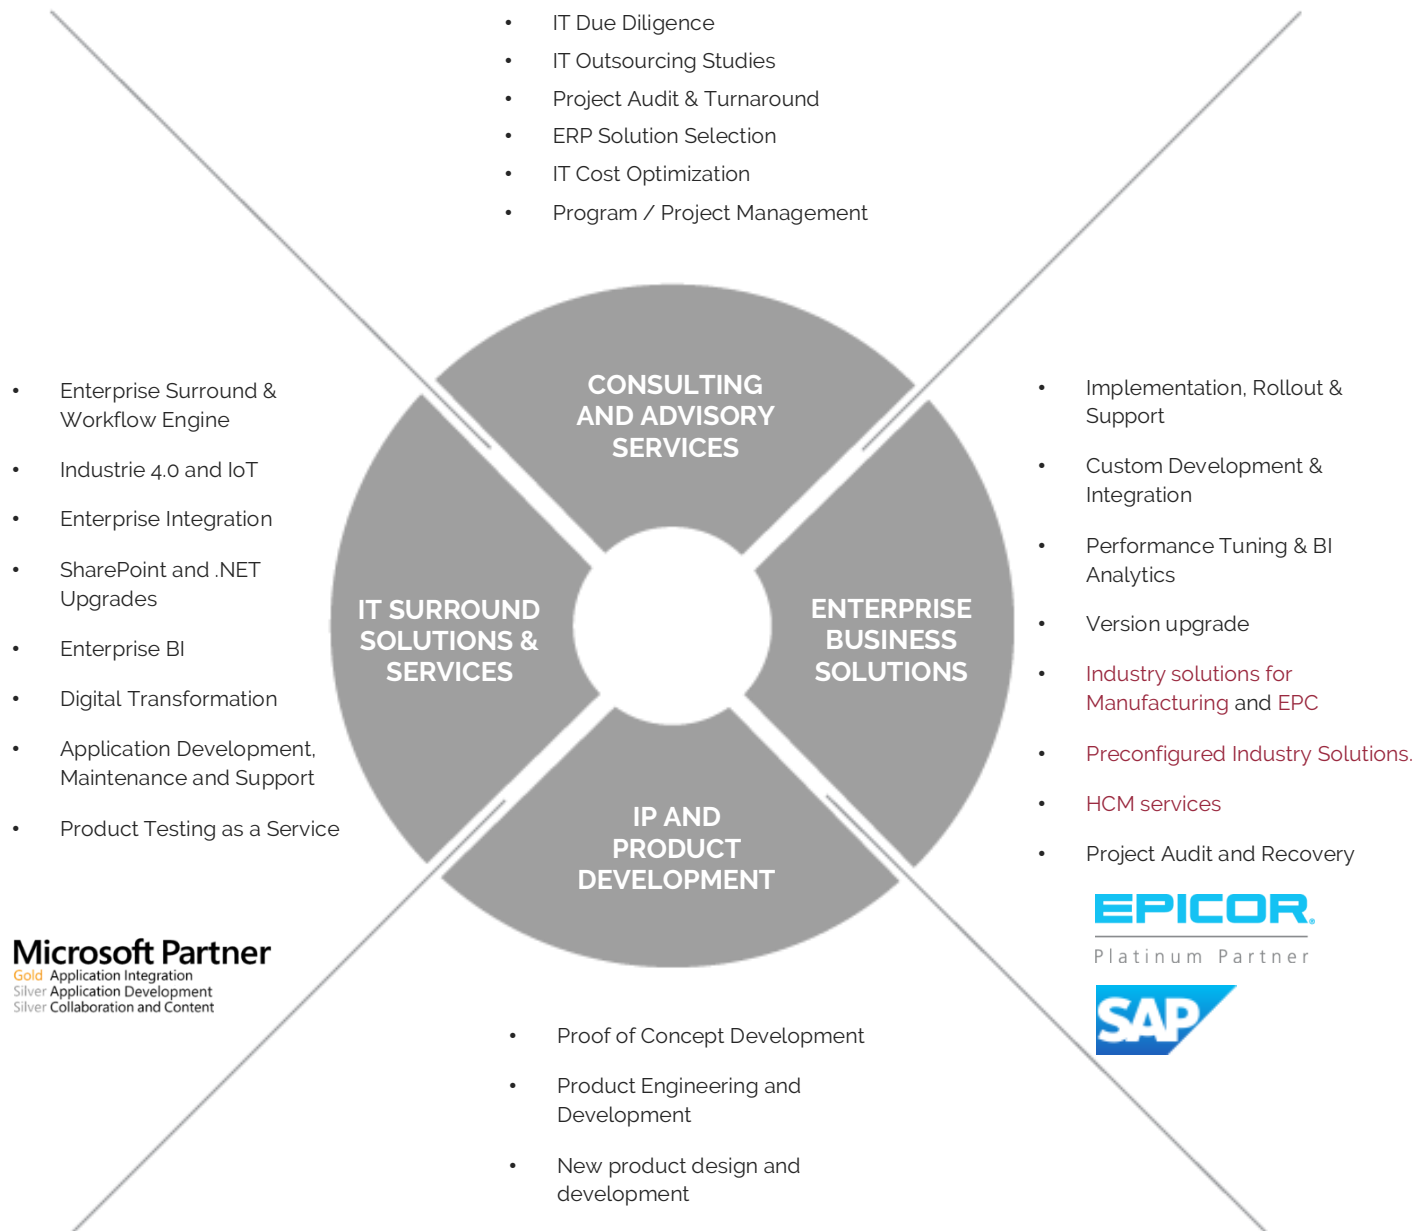 • IT Due Diligence
• IT Outsourcing Studies
• Project Audit & Turnaround
• ERP Solution Selection
• IT Cost Optimization
• Program / Project Management
CONSULTING
AND ADVISORY
SERVICES
• Enterprise Surround &
Workflow Engine
• Industrie 4.0 and IoT
• Enterprise Integration
• SharePoint and .NET
Upgrades
• Enterprise BI
• Digital Transformation
• Application Development,
Maintenance and Support
• Product Testing as a Service
Microsoft Partner
Gold Application Integration
Silver Application Development
Silver Collaboration and Content
IT SURROUND
SOLUTIONS &
SERVICES
ENTERPRISE
BUSINESS
SOLUTIONS
• Implementation, Rollout &
Support
• Custom Development &
Integration
• Performance Tuning & BI
Analytics
• Version upgrade
• Industry solutions for
Manufacturing and EPC
• Preconfigured Industry Solutions.
• HCM services
• Project Audit and Recovery
EPICOR®
Platinum Partner
SAP
IP AND
PRODUCT
DEVELOPMENT
• Proof of Concept Development
• Product Engineering and
Development
• New product design and
development